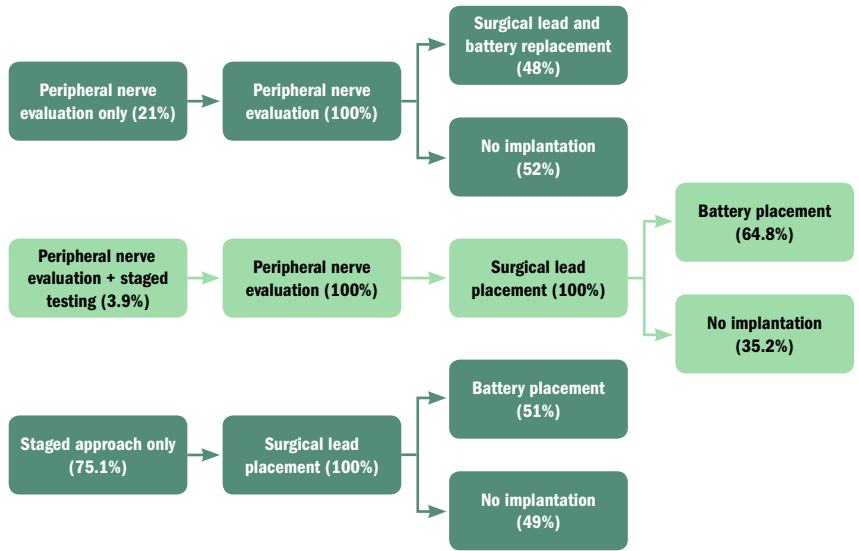 Peripheral nerve
evaluation only (21%)
Peripheral nerve
evaluation (100%)
Surgical lead and
battery replacement
(48%)
No implantation
(52%)
Peripheral nerve
evaluation + staged
testing (3.9%)
Peripheral nerve
evaluation (100%)
Surgical lead
placement (100%)
Battery placement
(64.8%)
No implantation
(35.2%)
Staged approach only
(75.1%)
Surgical lead
placement (100%)
Battery placement
(51%)
No implantation
(49%)